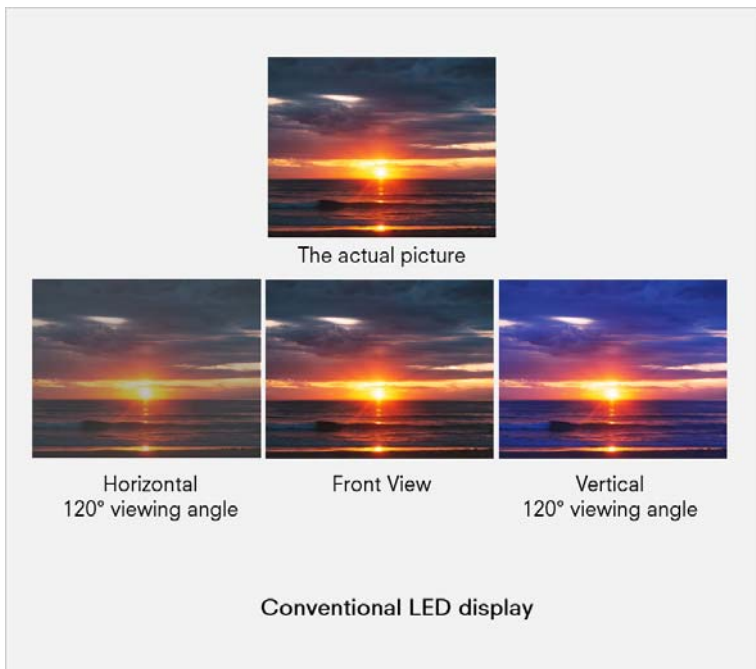 The actual picture
Horizontal
120° viewing angle
Front View
Vertical
120° viewing angle
Conventional LED display